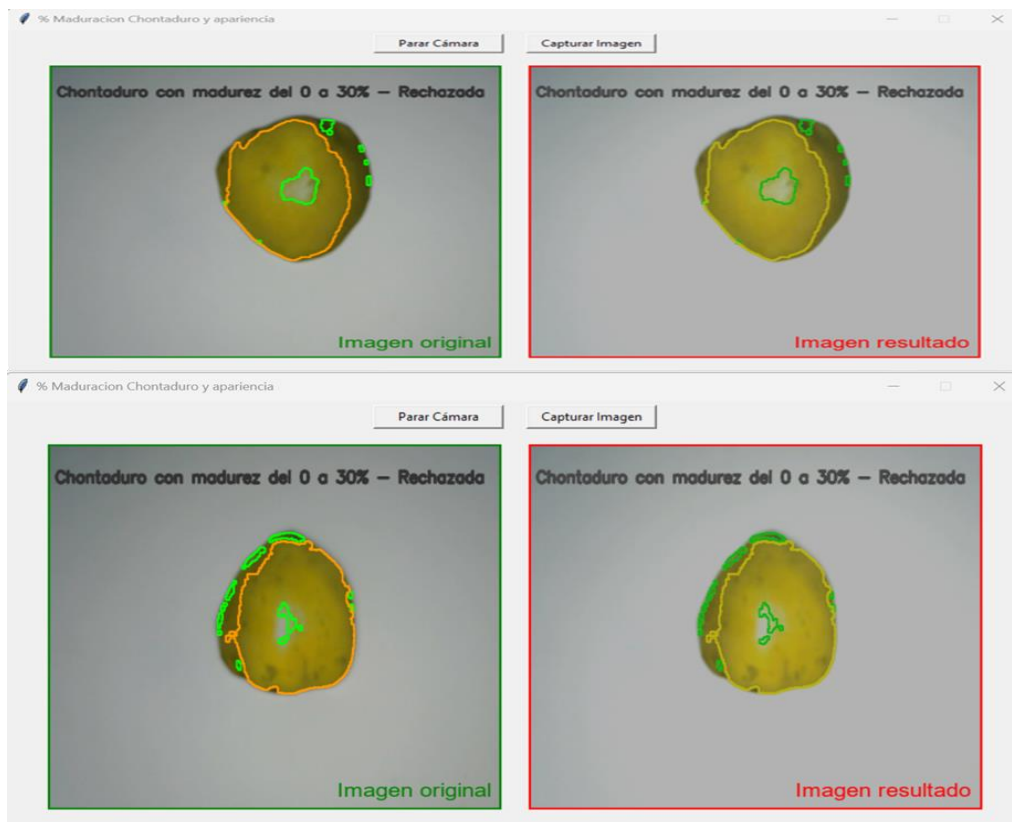 % Maduracion Chontaduro y apariencia
Parar Cámara
Capturar Imagen
Chontaduro con madurez del 0 a 30% – Rechazada
Chontaduro con madurez del 0 a 30% – Rechazada
Imagen original
Imagen resultado
% Maduracion Chontaduro y apariencia
Parar Cámara
Capturar Imagen
Chontaduro con madurez del 0 a 30% – Rechazada
Chontaduro con madurez del 0 a 30% – Rechazada
Imagen original
Imagen resultado